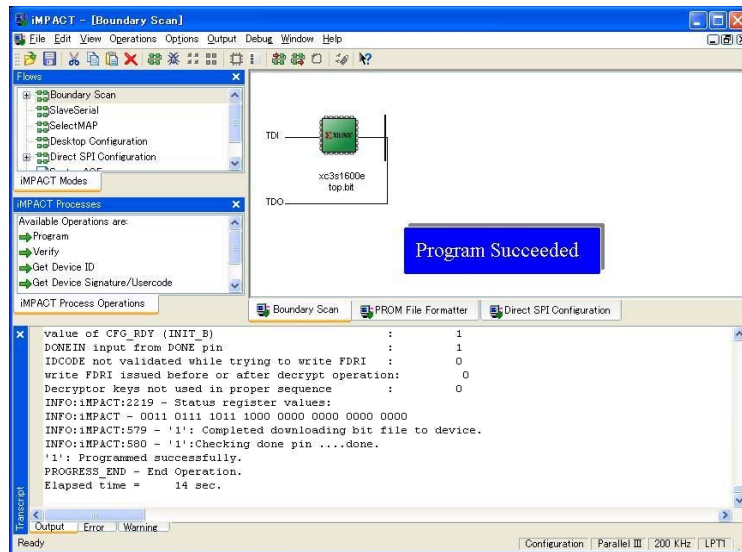 iMPACT - [Boundary Scan]
File Edit View Operations Options Output Debug Window Help
Flows
Boundary Scan
SlaveSerial
SelectMAP
Desktop Configuration
Direct SPI Configuration
iMPACT Modes
iMPACT Processes
Available Operations are:
Program
Verify
Get Device ID
Get Device Signature/Usercode
iMPACT Process Operations
TDI
XILINX
xc3s1600e
top.bit
TDO
Program Succeeded
Boundary Scan
PROM File Formatter
Direct SPI Configuration
value of CFG_RDY (INIT_B) : 1
DONEIN input from DONE pin : 1
IDCODE not validated while trying to write FDRI : 0
write FDRI issued before or after decrypt operation: 0
Decryptor keys not used in proper sequence : 0
INFO:iMPACT:2219 - Status register values:
INFO:iMPACT - 0011 0111 1011 1000 0000 0000 0000 0000
INFO:iMPACT:579 - '1': Completed downloading bit file to device.
INFO:iMPACT:580 - '1':Checking done pin ....done.
'1': Programmed successfully.
PROGRESS_END - End Operation.
Elapsed time = 14 sec.
Transcript
Output Error Warning
Ready
Configuration Parallel III 200 KHz LPT1